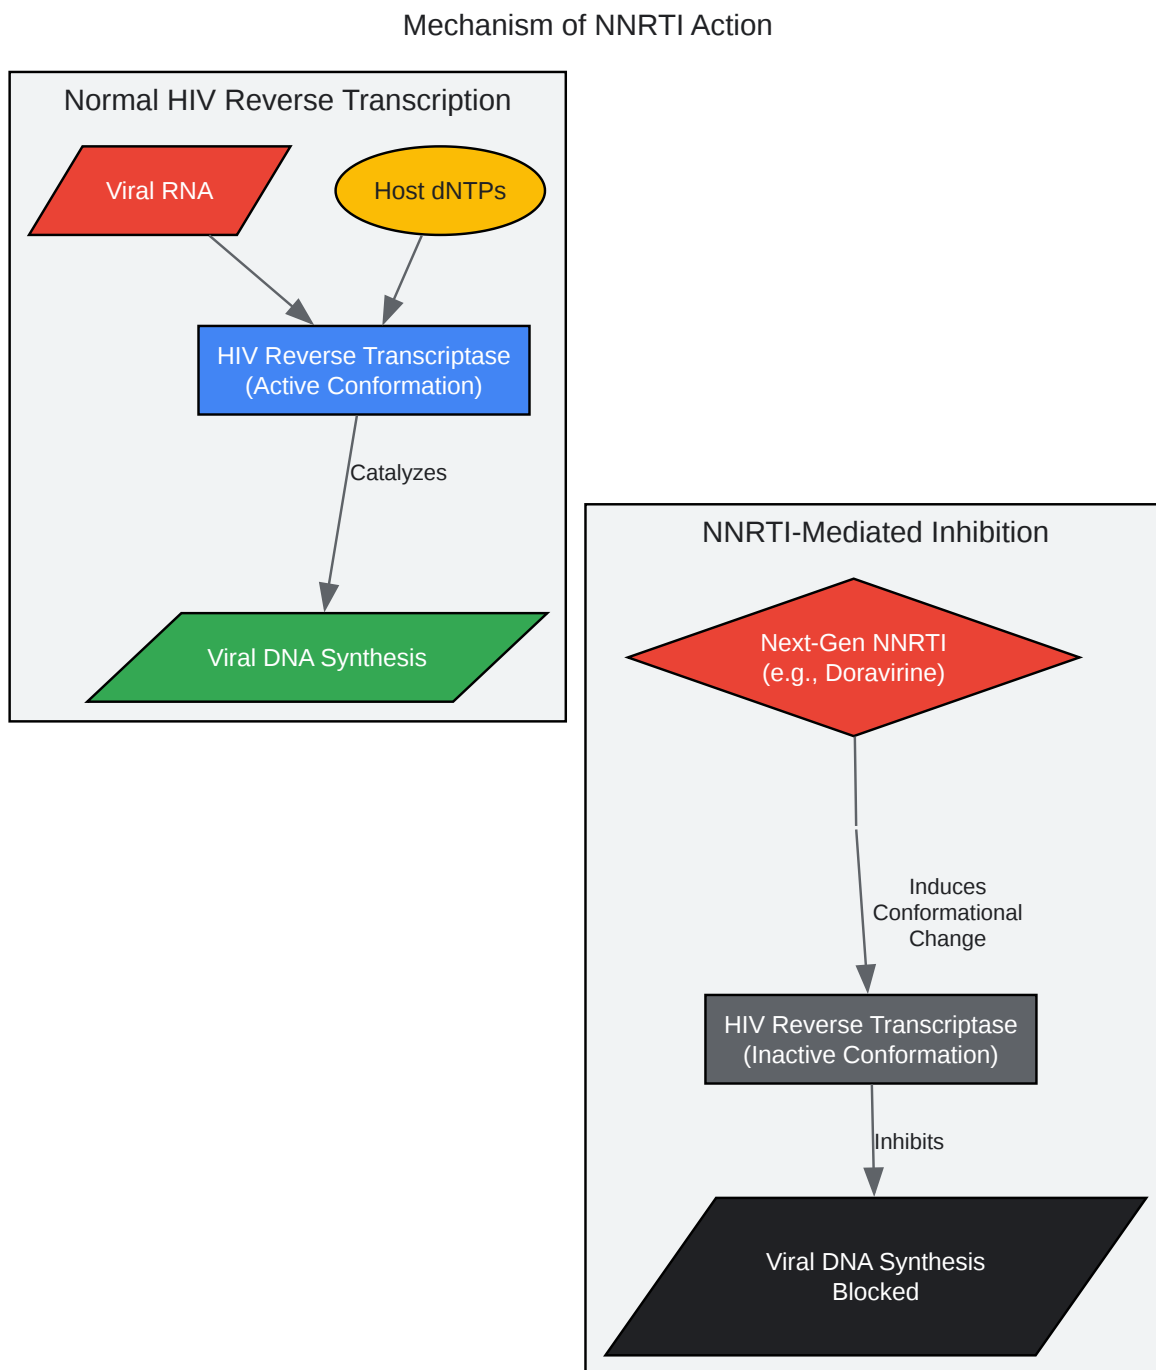 Mechanism of NNRTI Action
Normal HIV Reverse Transcription
Viral RNA
Host dNTPs
HIV Reverse Transcriptase
(Active Conformation)
Catalyzes
Viral DNA Synthesis
NNRTI-Mediated Inhibition
Next-Gen NNRTI
(e.g., Doravirine)
Induces
Conformational
Change
HIV Reverse Transcriptase
(Inactive Conformation)
Inhibits
Viral DNA Synthesis
Blocked